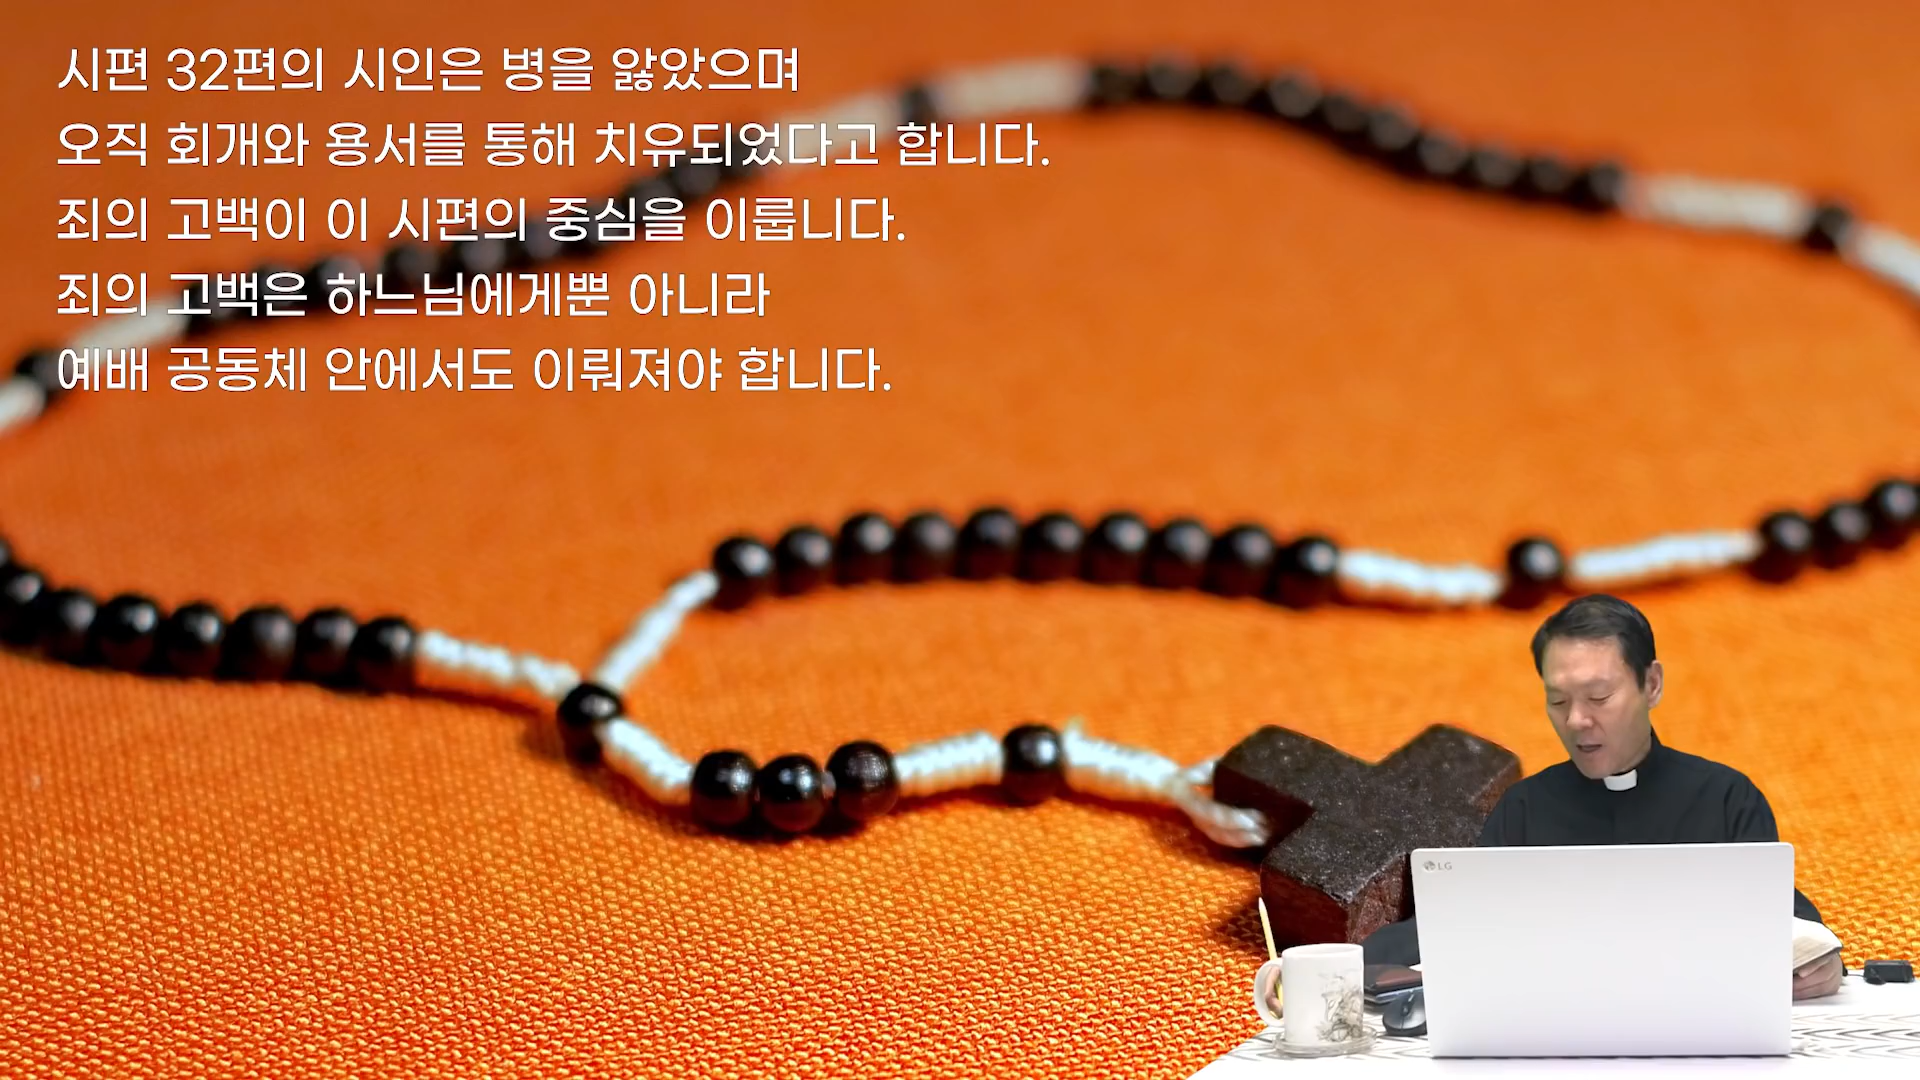 시편 32편의 시인은 병을 앓았으며
오직 회개와 용서를 통해 치유되었다고 합니다.
죄의 고백이 이 시편의 중심을 이룹니다.
죄의 고백은 하느님에게뿐 아니라
예배 공동체 안에서도 이뤄져야 합니다.
LG